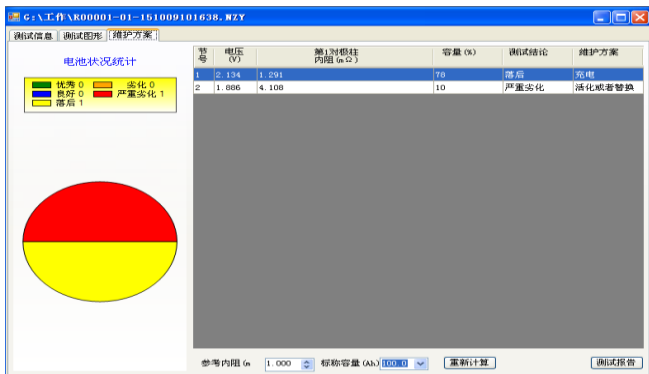 G:\工作\R00001-01-151009101638.NZY
测试信息 测试图形 维护方案
电池状况统计
优秀 0 劣化 0
良好 0 严重劣化 1
落后 1
节号 电压(V) 第1对极柱内阻(mΩ) 容量(%) 测试结论 维护方案
1 2.134 1.291 78 落后 充电
2 1.886 4.108 10 严重劣化 活化或者替换
参考内阻(m 1.000 标称容量(Ah) 100.0 重新计算 测试报告